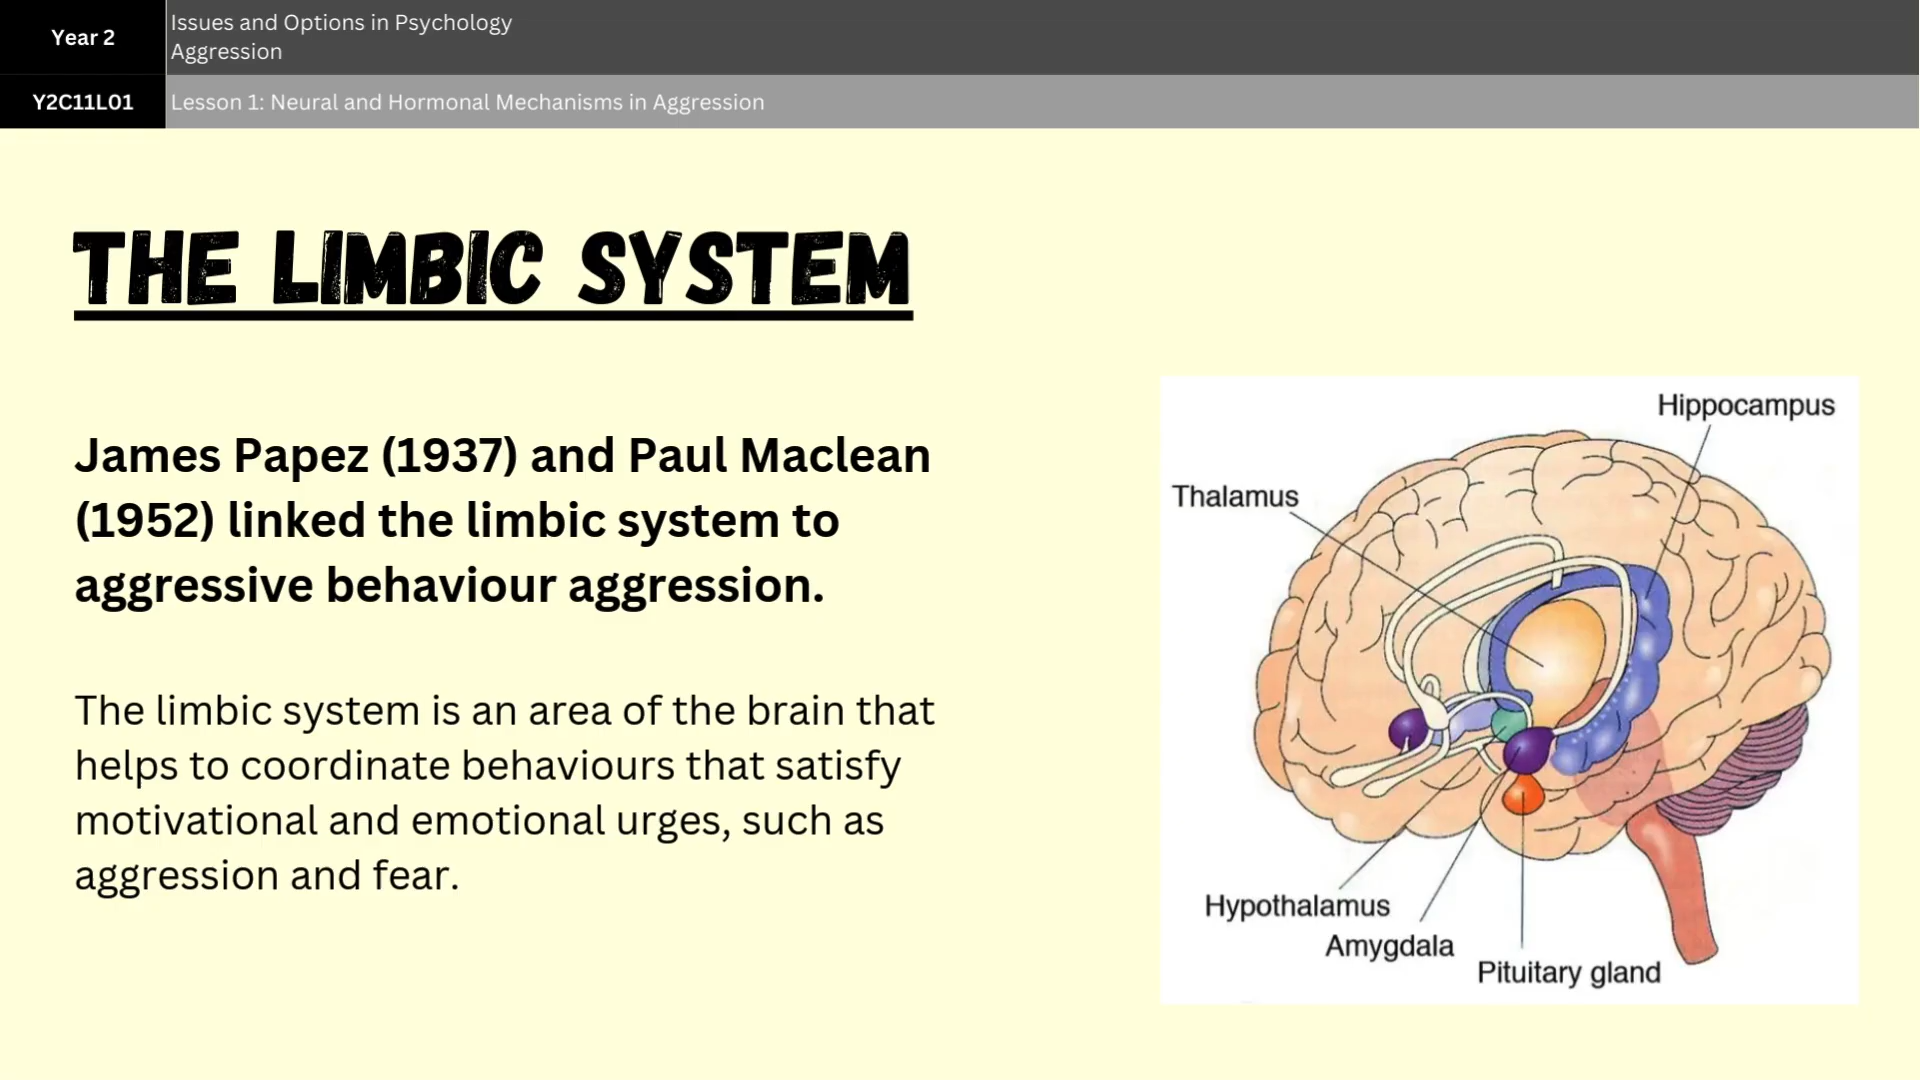 Year 2
Issues and Options in Psychology
Aggression
Y2C11L01
Lesson 1: Neural and Hormonal Mechanisms in Aggression
THE LIMBIC SYSTEM
James Papez (1937) and Paul Maclean
(1952) linked the limbic system to
aggressive behaviour aggression.
The limbic system is an area of the brain that
helps to coordinate behaviours that satisfy
motivational and emotional urges, such as
aggression and fear.
Hippocampus
Thalamus
Hypothalamus
Amygdala
Pituitary gland